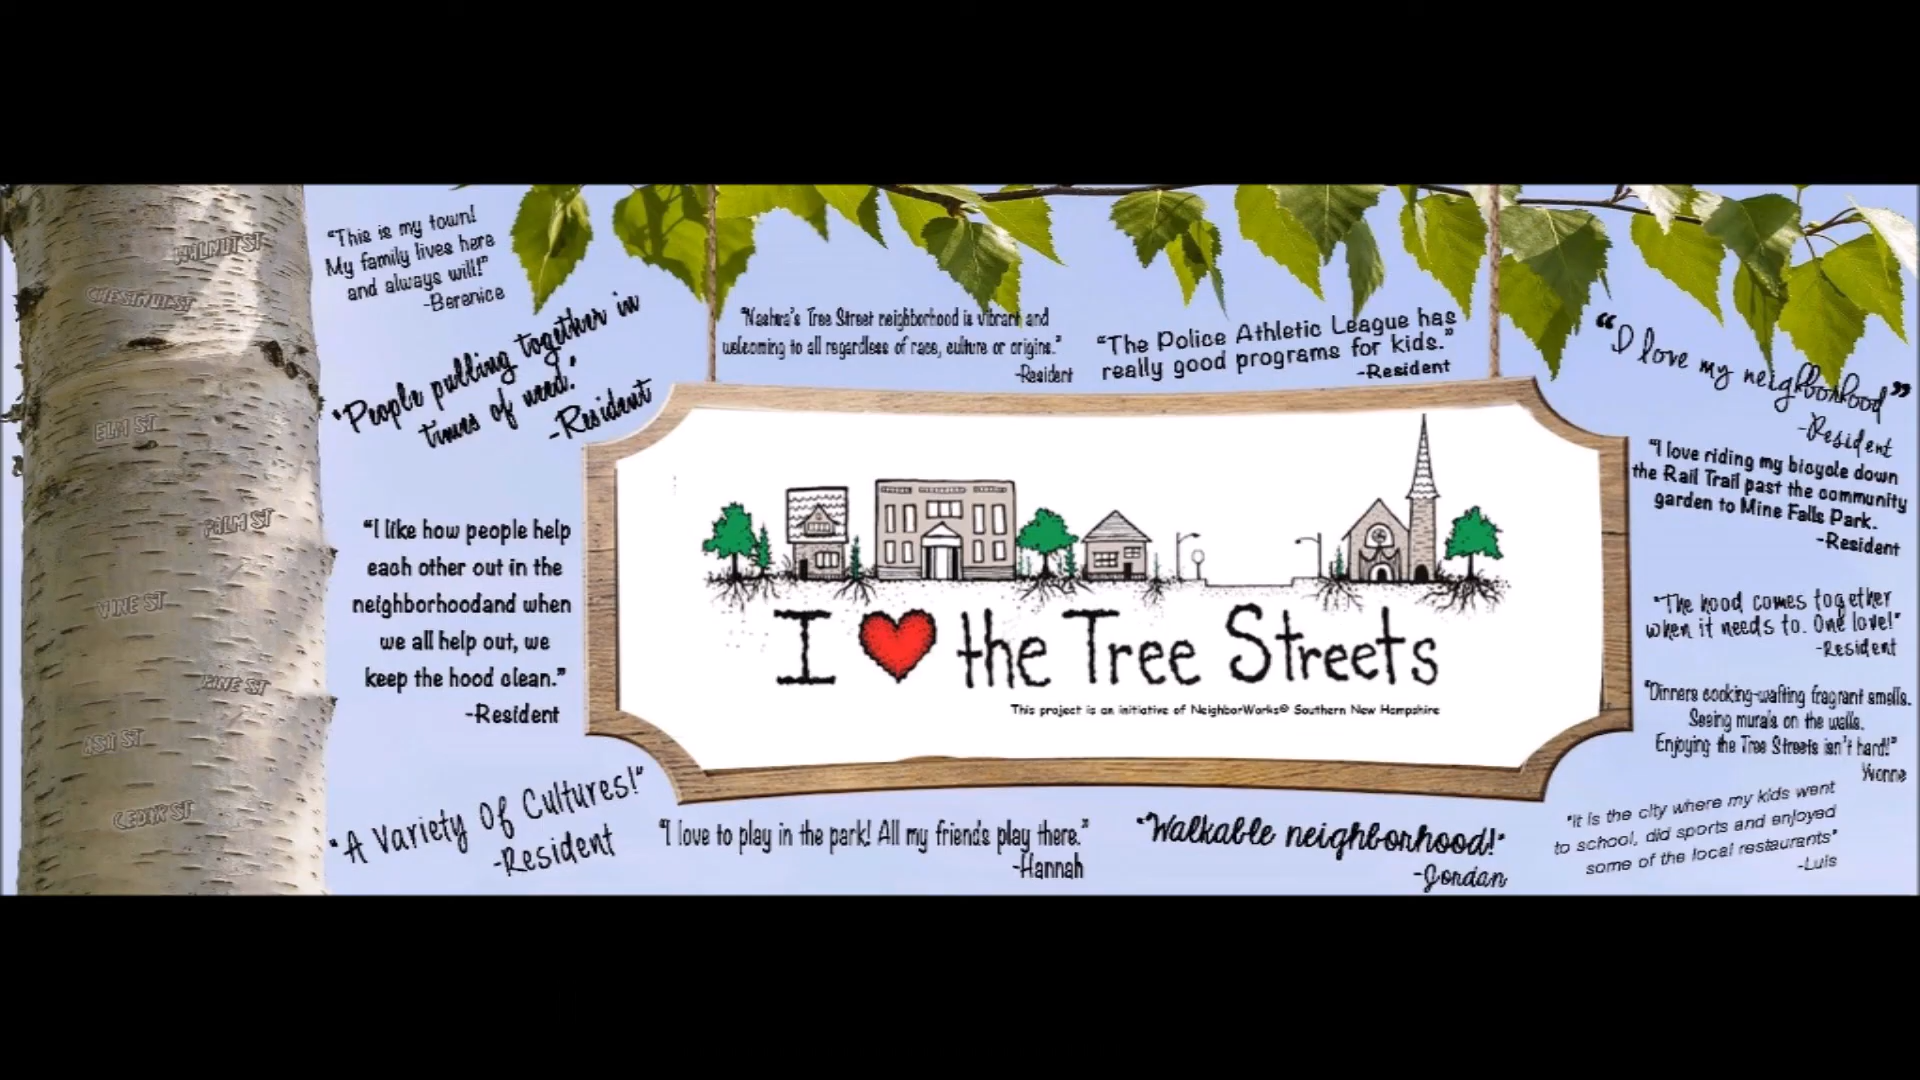 WALNUT ST
CHESTNUT ST
ELM ST
PALM ST
VINE ST
PINE ST
ASH ST
CEDAR ST
"This is my town!
My family lives here
and always will!"
-Berenice
"People pulling together in
times of need."
-Resident
"I like how people help
each other out in the
neighborhoodand when
we all help out, we
keep the hood clean."
-Resident
"A Variety Of Cultures!"
-Resident
"Nashua's Tree Street neighborhood is vibrant and
welcoming to all regardless of race, culture or origins."
-Resident
"The Police Athletic League has
really good programs for kids."
-Resident
I ❤ the Tree Streets
This project is an initiative of NeighborWorks® Southern New Hampshire
"I love to play in the park! All my friends play there."
-Hannah
"Walkable neighborhood!"
-Jordan
"I love my neighborhood"
-Resident
"I love riding my bicycle down
the Rail Trail past the community
garden to Mine Falls Park.
-Resident
"The hood comes together
when it needs to. One love!"
-Resident
"Dinners cooking-wafting fragrant smells.
Seeing murals on the walls.
Enjoying the Tree Streets isn't hard!"
Yvonne
"it is the city where my kids went
to school, did sports and enjoyed
some of the local restaurants"
-Luis